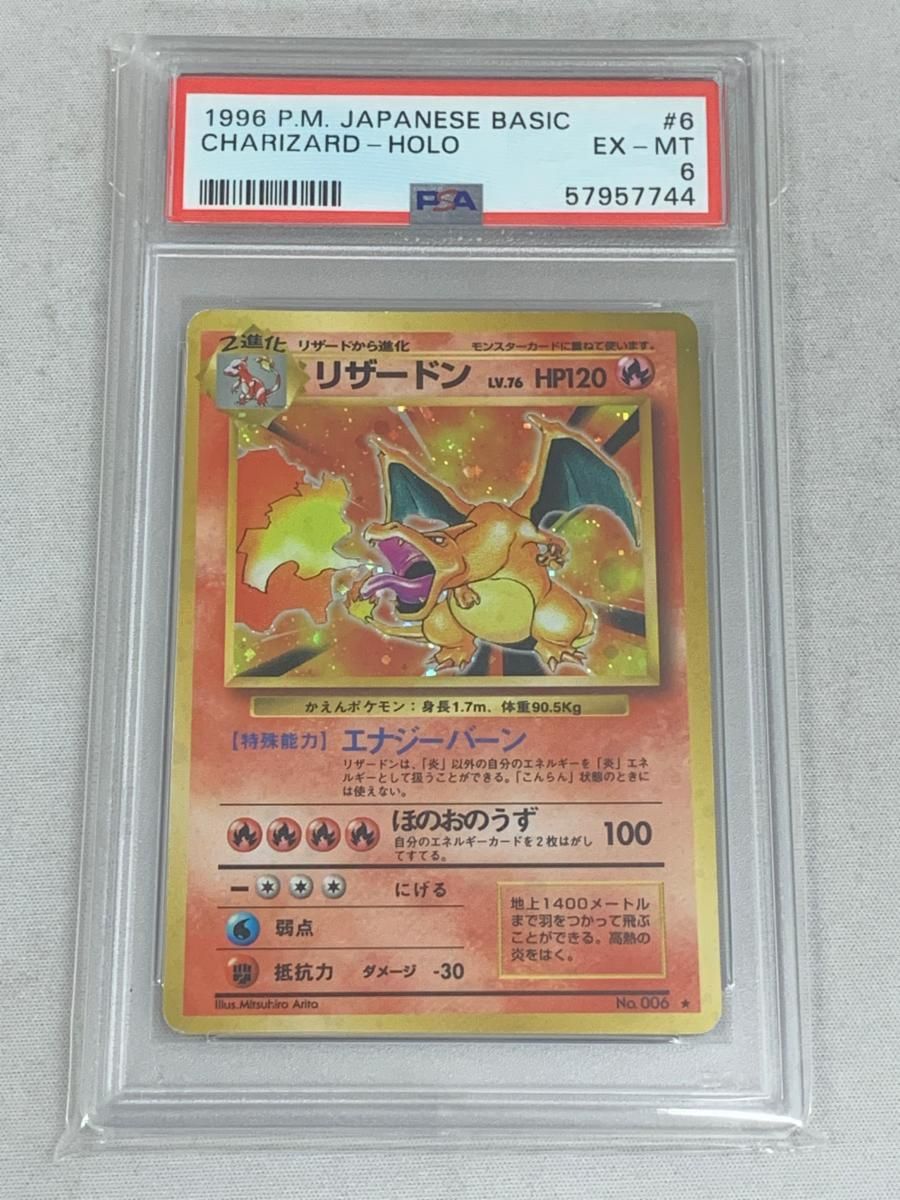 1996 P.M. JAPANESE BASIC #6
CHARIZARD-HOLO EX-MT
6
PSA 57957744
2進化 リザードから進化 モンスターカードに重ねて使います。
リザードン LV.76 HP120
かえんポケモン：身長1.7m、体重90.5Kg
【特殊能力】エナジーバーン
リザードンは、「炎」以外の自分のエネルギーを「炎」エネ
ルギーとして扱うことができる。「こんらん」状態のときに
は使えない。
ほのおのうず 100
自分のエネルギーカードを2枚はがし
てすてる。
にげる
弱点
抵抗力 ダメージ -30
地上1400メートル
まで羽をつかって飛ぶ
ことができる。高熱の
炎をはく。
Illus.Mitsuhiro Arita No.006 ★